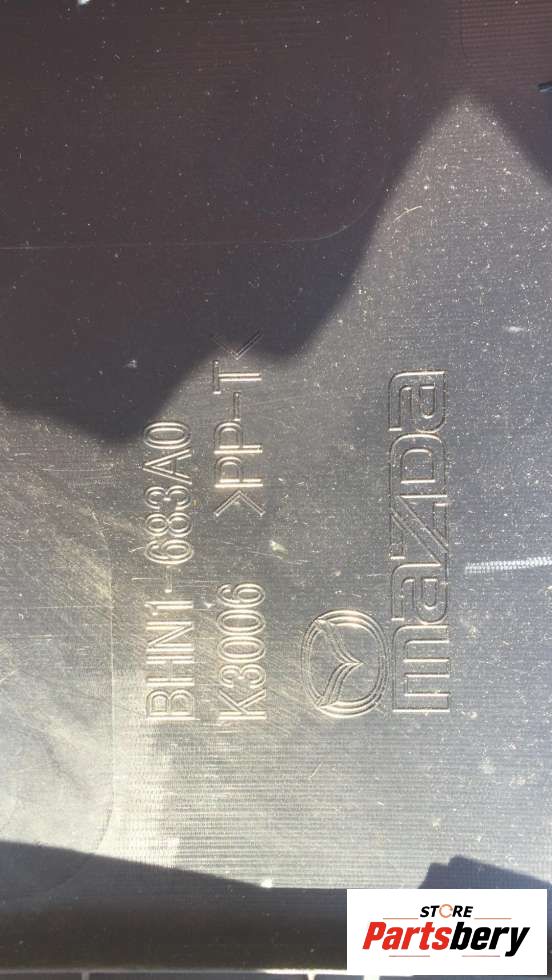 BHN1-683A0
K3006 >PP-T<
mazda
STORE
Partsbery